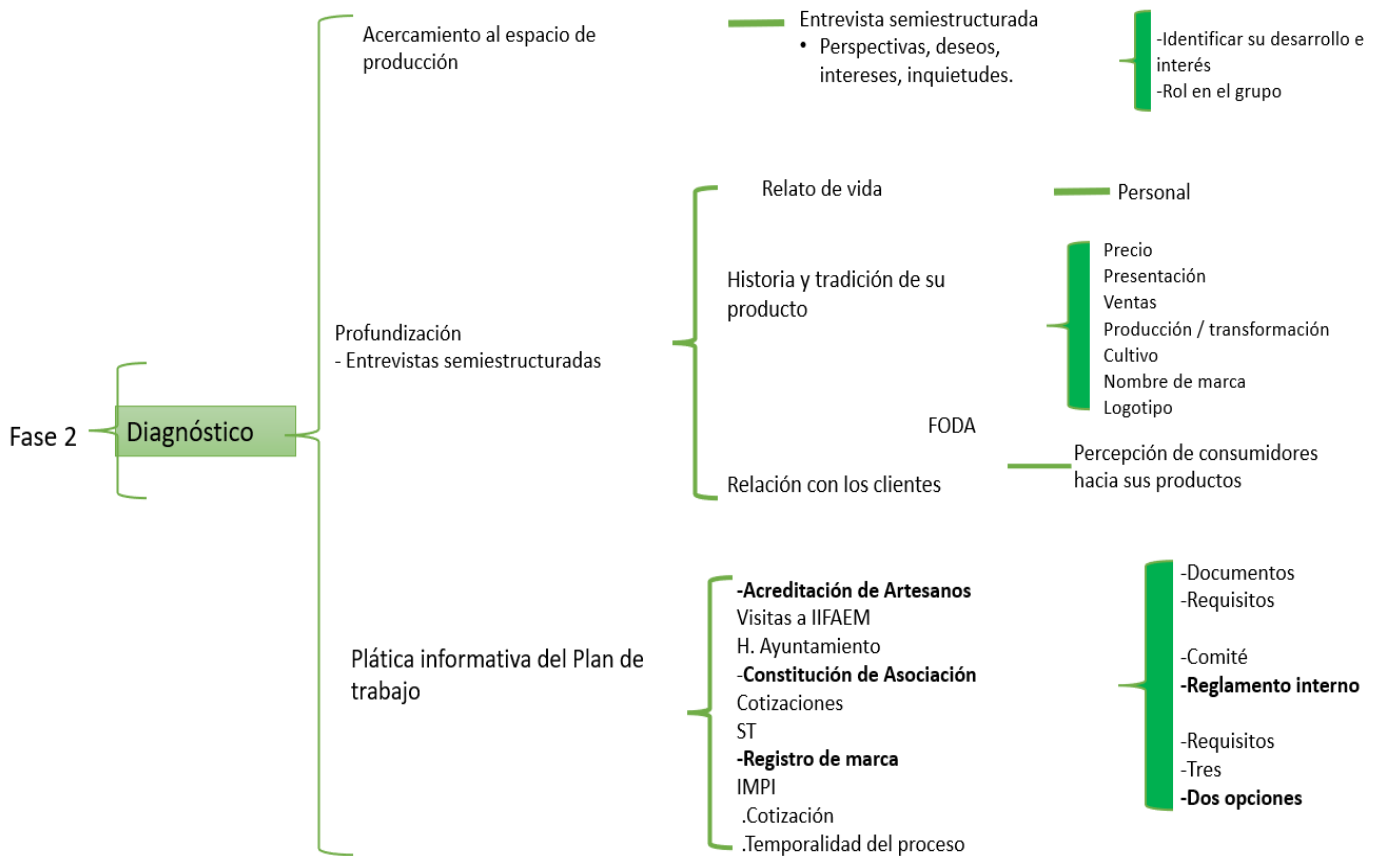 Fase 2
Diagnóstico
Acercamiento al espacio de
producción
Entrevista semiestructurada
• Perspectivas, deseos,
intereses, inquietudes.
-Identificar su desarrollo e
interés
-Rol en el grupo
Profundización
- Entrevistas semiestructuradas
Relato de vida
Personal
Historia y tradición de su
producto
Precio
Presentación
Ventas
Producción / transformación
Cultivo
Nombre de marca
Logotipo
FODA
Relación con los clientes
Percepción de consumidores
hacia sus productos
Plática informativa del Plan de
trabajo
-Acreditación de Artesanos
Visitas a IIFAEM
H. Ayuntamiento
-Constitución de Asociación
Cotizaciones
ST
-Registro de marca
IMPI
.Cotización
.Temporalidad del proceso
-Documentos
-Requisitos
-Comité
-Reglamento interno
-Requisitos
-Tres
-Dos opciones